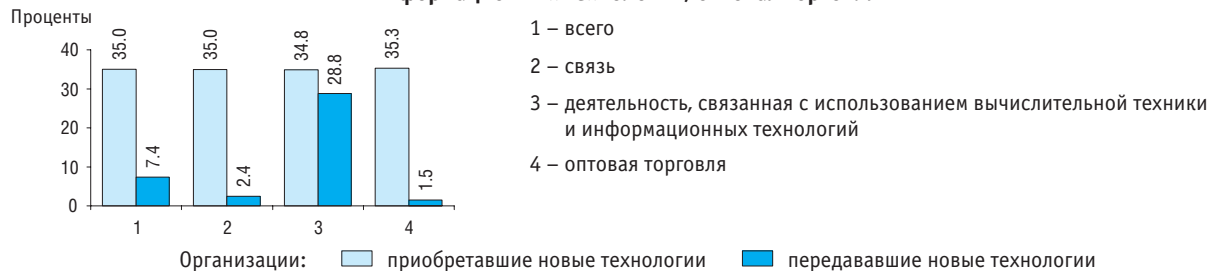 Проценты
40
30
20
10
0
35.0
7.4
35.0
2.4
34.8
28.8
35.3
1.5
1
2
3
4
1 – всего
2 – связь
3 – деятельность, связанная с использованием вычислительной техники
и информационных технологий
4 – оптовая торговля
Организации: приобретавшие новые технологии передававшие новые технологии